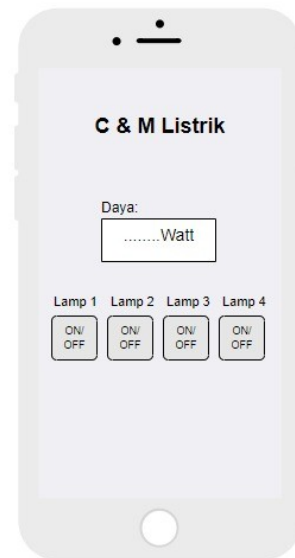 C & M Listrik
Daya:
........Watt
Lamp 1 Lamp 2 Lamp 3 Lamp 4
ON/ ON/ ON/ ON/
OFF OFF OFF OFF